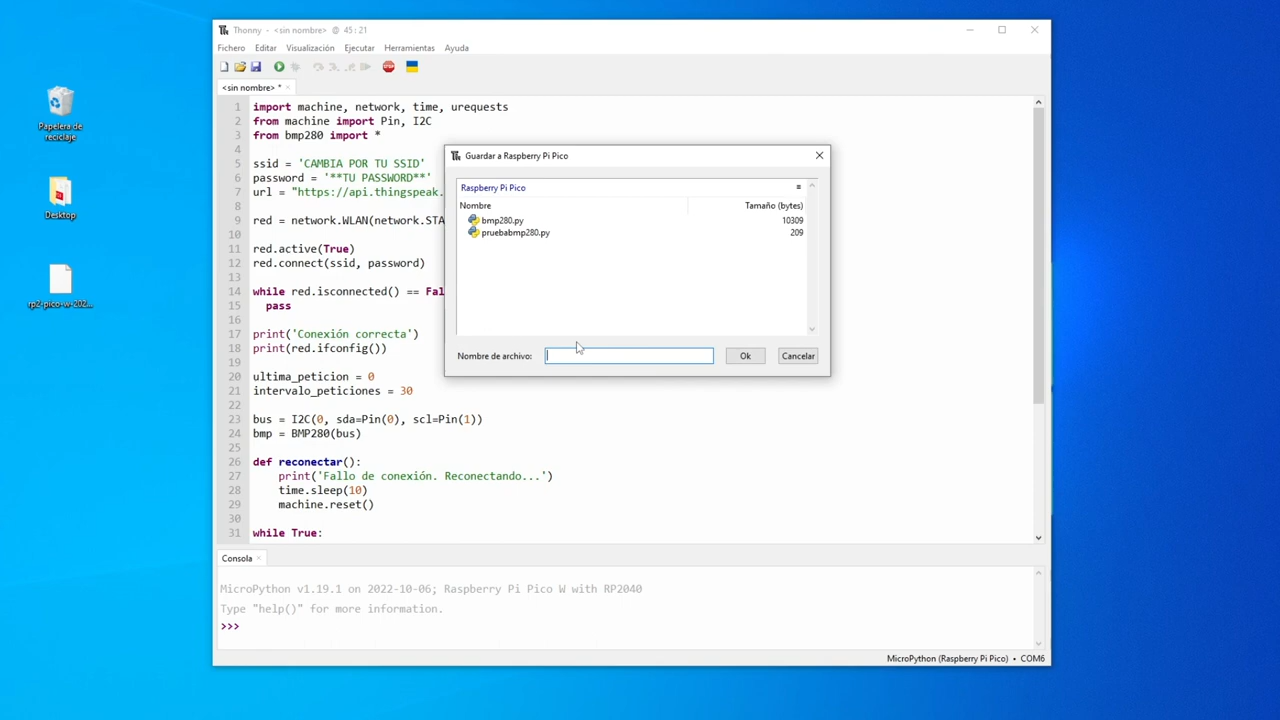 Thonny - <sin nombre> @ 45:21
Fichero Editar Visualización Ejecutar Herramientas Ayuda
STOP
<sin nombre> *
1 import machine, network, time, urequests
2 from machine import Pin, I2C
3 from bmp280 import *
4
5 ssid = 'CAMBIA POR TU SSID'
6 password = '**TU PASSWORD**'
7 url = "https://api.thingspeak.
8
9 red = network.WLAN(network.STA
10
11 red.active(True)
12 red.connect(ssid, password)
13
14 while red.isconnected() == Fal
15 pass
16
17 print('Conexión correcta')
18 print(red.ifconfig())
19
20 ultima_peticion = 0
21 intervalo_peticiones = 30
22
23 bus = I2C(0, sda=Pin(0), scl=Pin(1))
24 bmp = BMP280(bus)
25
26 def reconectar():
27 print('Fallo de conexión. Reconectando...')
28 time.sleep(10)
29 machine.reset()
30
31 while True:
Guardar a Raspberry Pi Pico
Raspberry Pi Pico
Nombre Tamaño (bytes)
bmp280.py 10309
pruebabmp280.py 209
Nombre de archivo: Ok Cancelar
Consola
MicroPython v1.19.1 on 2022-10-06; Raspberry Pi Pico W with RP2040
Type "help()" for more information.
>>>
MicroPython (Raspberry Pi Pico) • COM6
Papelera de
reciclaje
Desktop
rp2-pico-w-202...